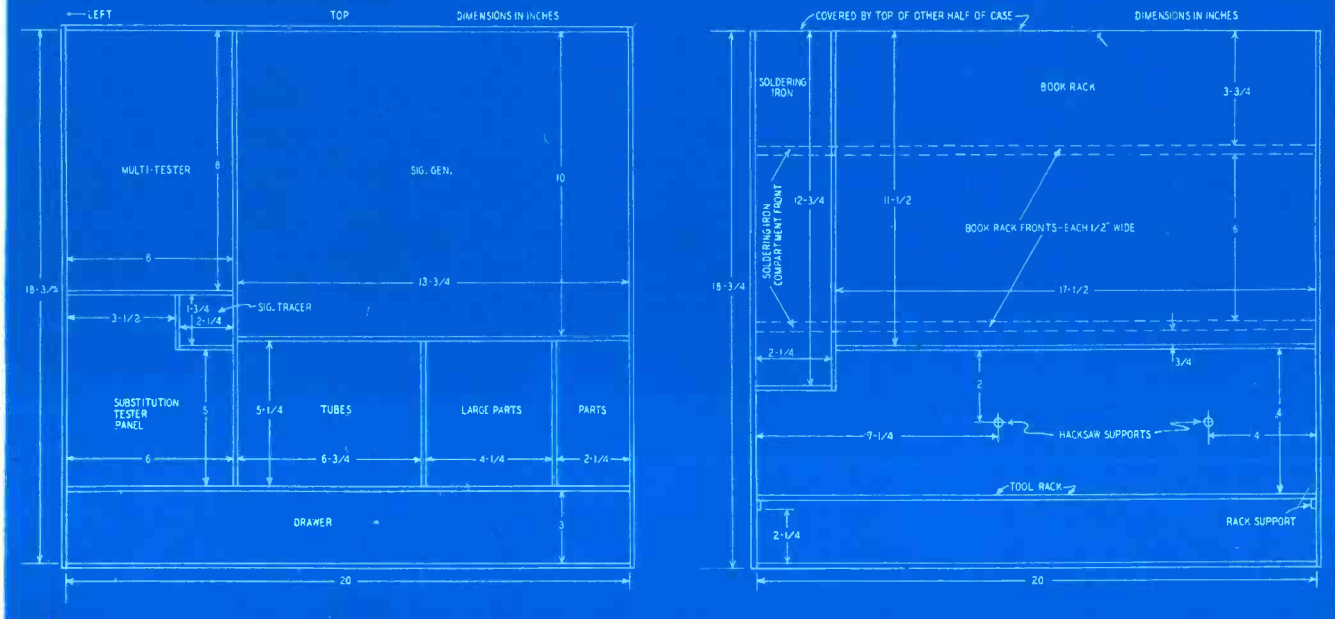 LEFT
TOP
DIMENSIONS IN INCHES
MULTI-TESTER
8
SIG. GEN.
10
6
13-3/4
18-3/4
1-3/4
SIG. TRACER
3-1/2
2-1/4
SUBSTITUTION
TESTER
PANEL
5
5-1/4
TUBES
LARGE PARTS
PARTS
6
6-3/4
4-1/4
2-1/4
DRAWER
3
20
COVERED BY TOP OF OTHER HALF OF CASE
DIMENSIONS IN INCHES
SOLDERING
IRON
BOOK RACK
3-3/4
12-3/4
11-1/2
SOLDERING IRON
COMPARTMENT FRONT
BOOK RACK FRONTS-EACH 1/2" WIDE
6
18-3/4
17-1/2
2-1/4
3/4
2
4
7-1/4
HACKSAW SUPPORTS
4
TOOL RACK
RACK SUPPORT
2-1/4
20